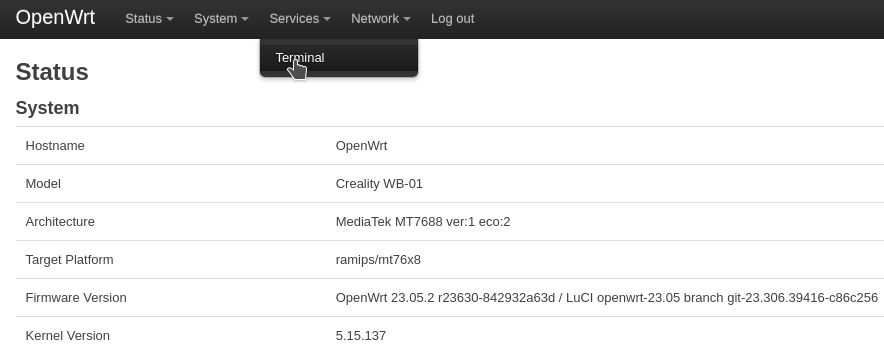 OpenWrt Status System Services Network Log out
Terminal
Status
System
Hostname OpenWrt
Model Creality WB-01
Architecture MediaTek MT7688 ver:1 eco:2
Target Platform ramips/mt76x8
Firmware Version OpenWrt 23.05.2 r23630-842932a63d / LuCI openwrt-23.05 branch git-23.306.39416-c86c256
Kernel Version 5.15.137